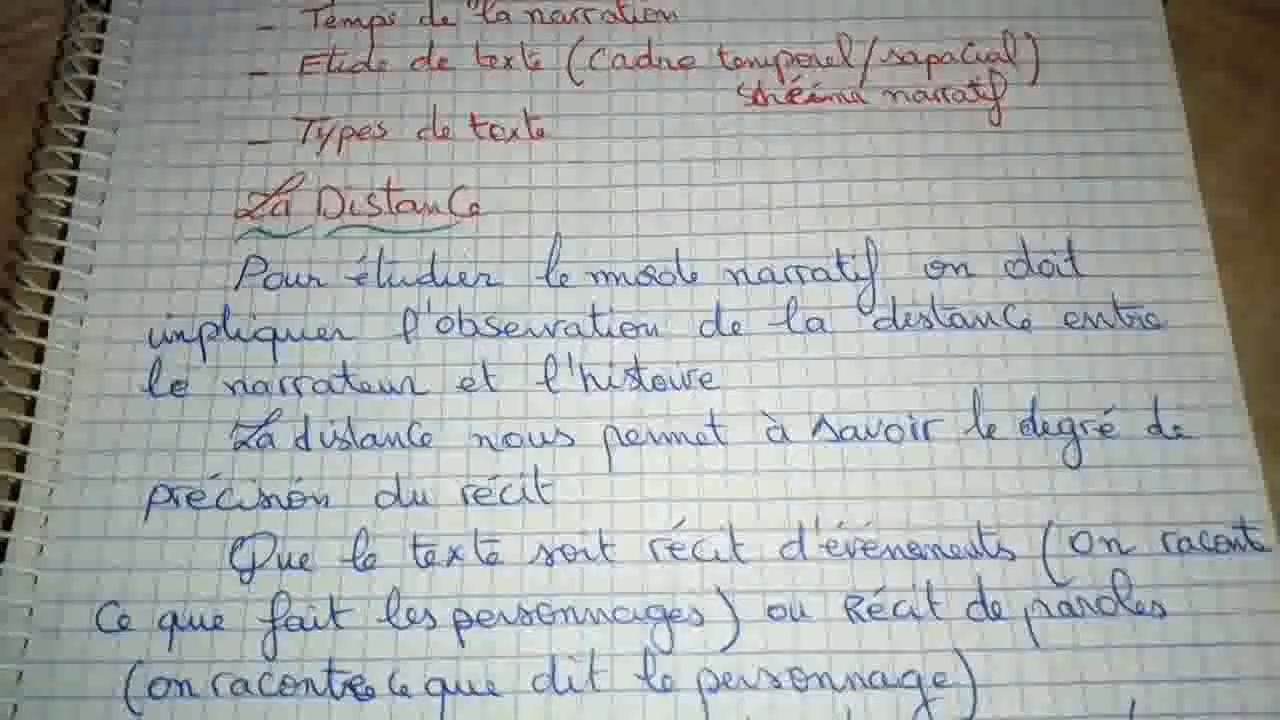 - Temps de la narration
- Etude de texte (cadre temporel/sapacial)
shéma narratif
- Types de texte
La Distance
Pour étudier le mode narratif on doit
impliquer l'observation de la distance entre
le narrateur et l'histoire
La distance nous permet à savoir le degré de
précision du récit
Que le texte soit récit d'événements (on raconte
ce que fait les personnages) ou Récit de paroles
(on raconte ce que dit le personnage)